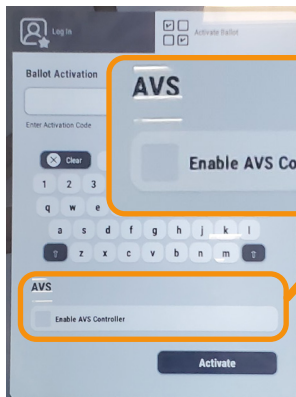 Log In
Activate Ballot
Ballot Activation
Enter Activation Code
AVS
Enable AVS Co
Clear
1 2 3
q w e
a s d f g h j k l
z x c v b n m
AVS
Enable AVS Controller
Activate